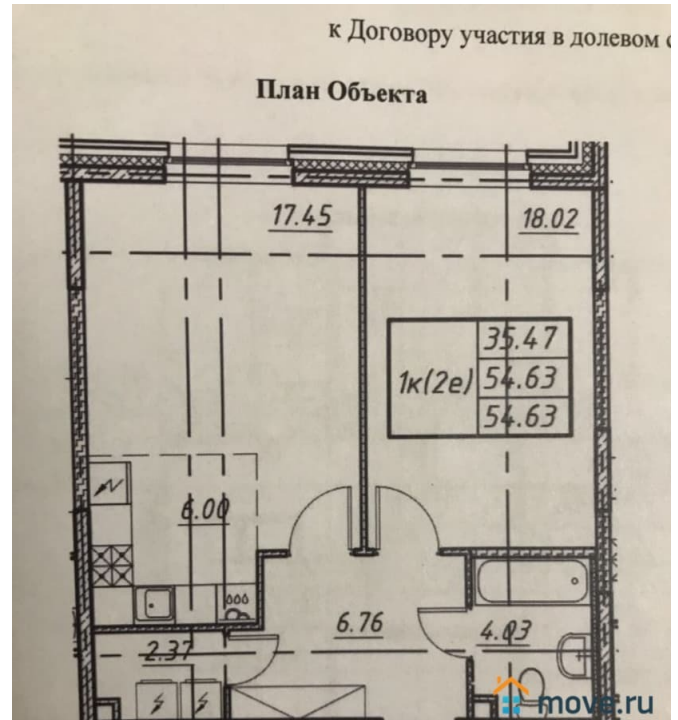 к Договору участия в долевом с
План Объекта
17.45
18.02
35.47
1к(2е)
54.63
54.63
6.00
6.76
4.03
2.37
move.ru